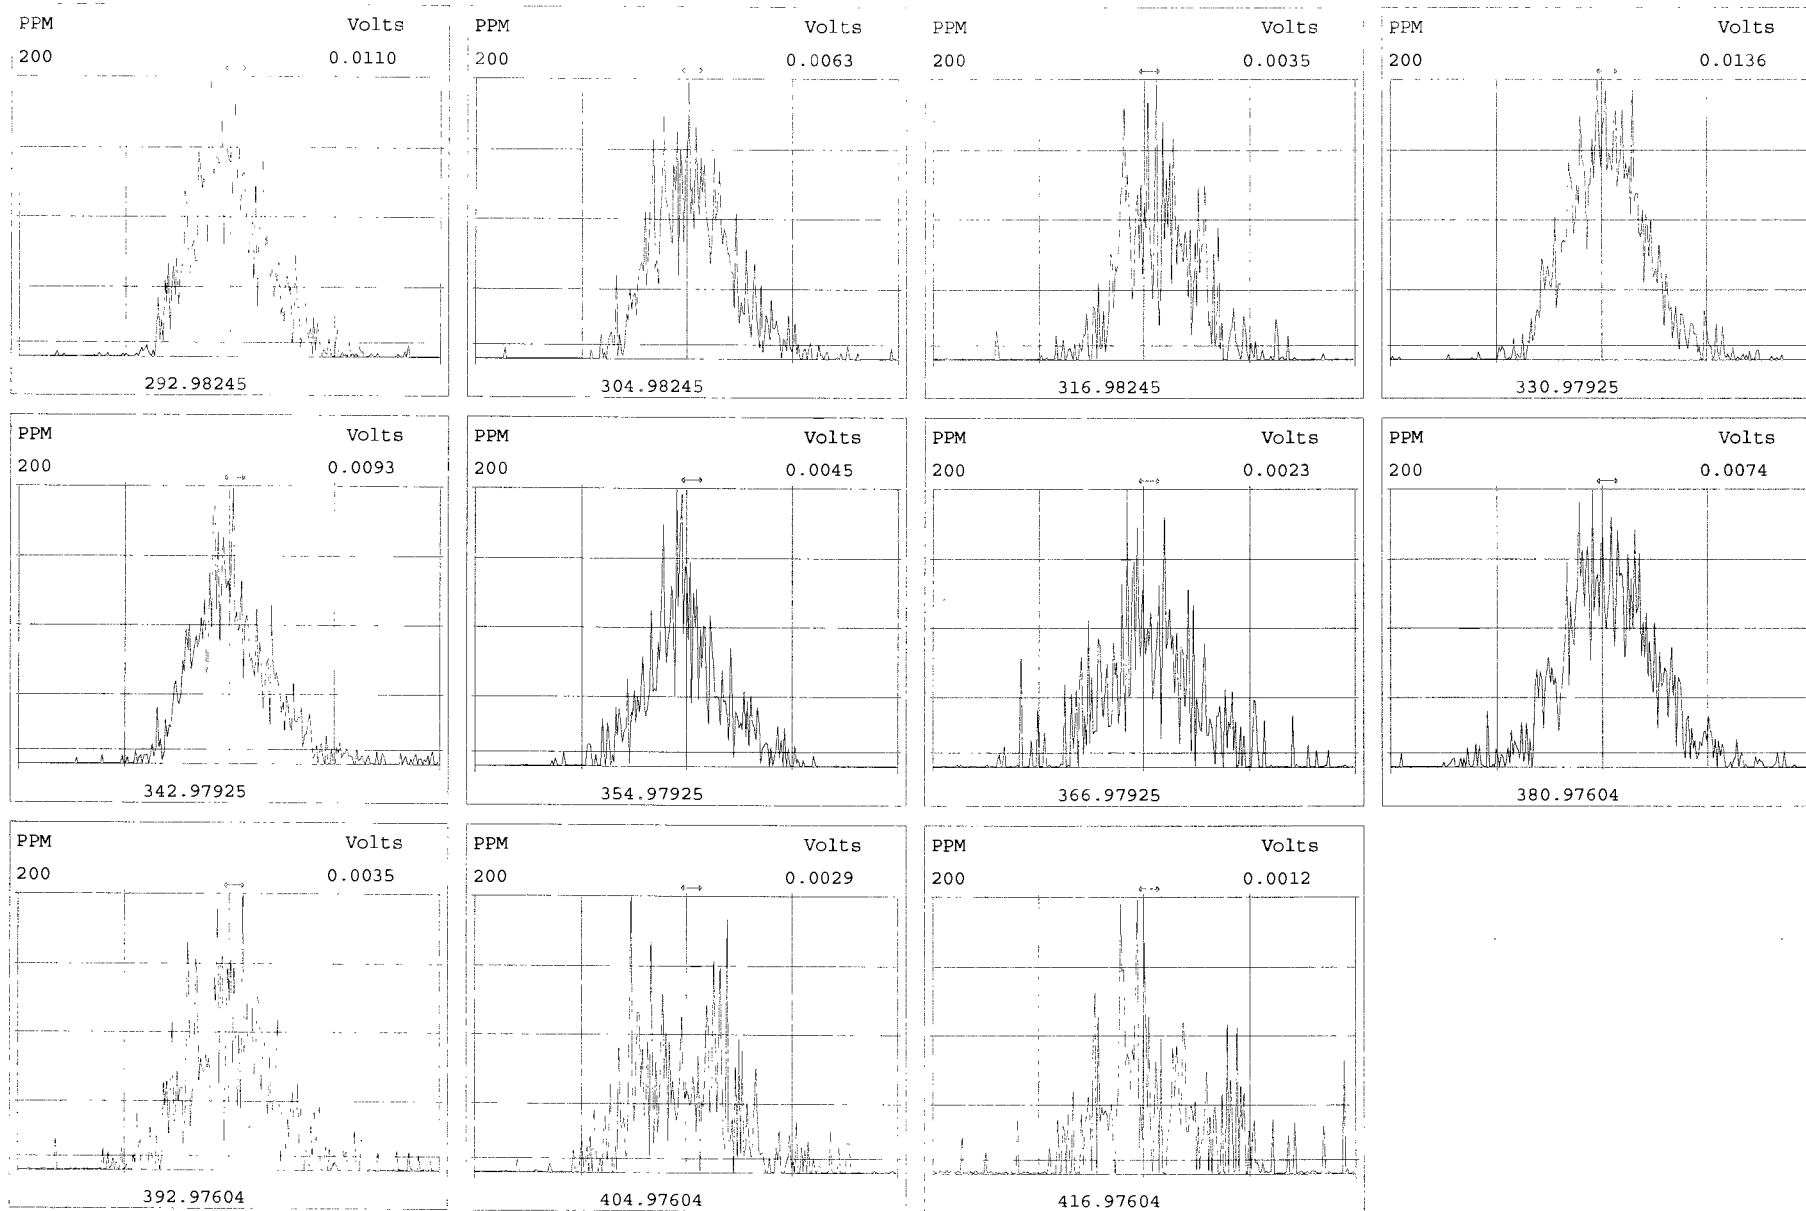 PPM Volts
200 0.0110
292.98245
PPM Volts
200 0.0063
304.98245
PPM Volts
200 0.0035
316.98245
PPM Volts
200 0.0136
330.97925
PPM Volts
200 0.0093
342.97925
PPM Volts
200 0.0045
354.97925
PPM Volts
200 0.0023
366.97925
PPM Volts
200 0.0074
380.97604
PPM Volts
200 0.0035
392.97604
PPM Volts
200 0.0029
404.97604
PPM Volts
200 0.0012
416.97604